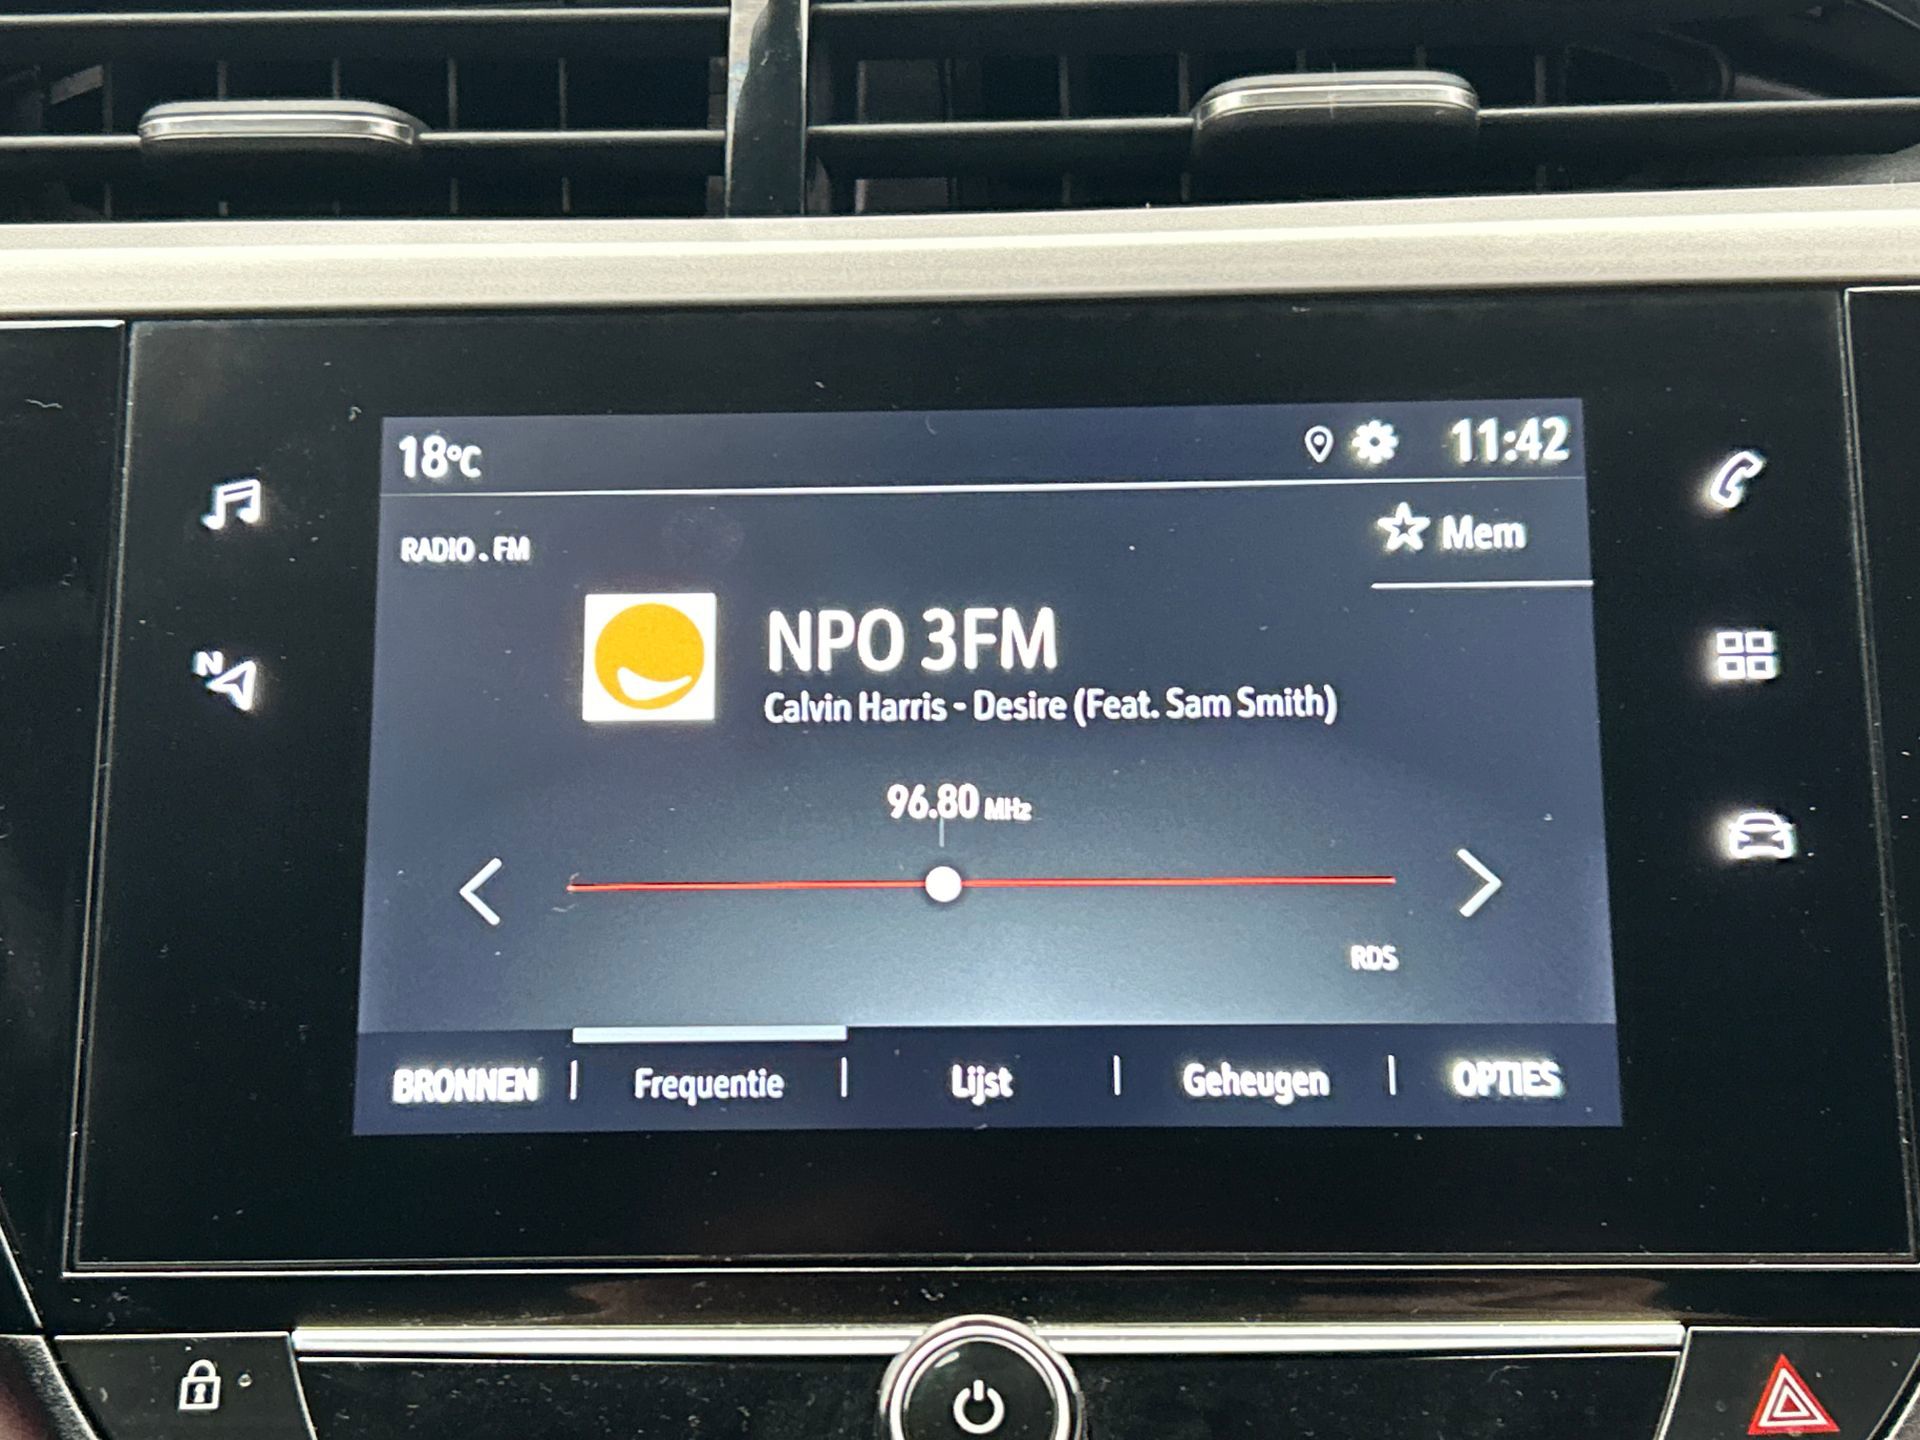 18°C
11:42
RADIO . FM
Mem
NPO 3FM
Calvin Harris - Desire (Feat. Sam Smith)
96.80 MHz
N
RDS
BRONNEN | Frequentie | Lijst | Geheugen | OPTIES